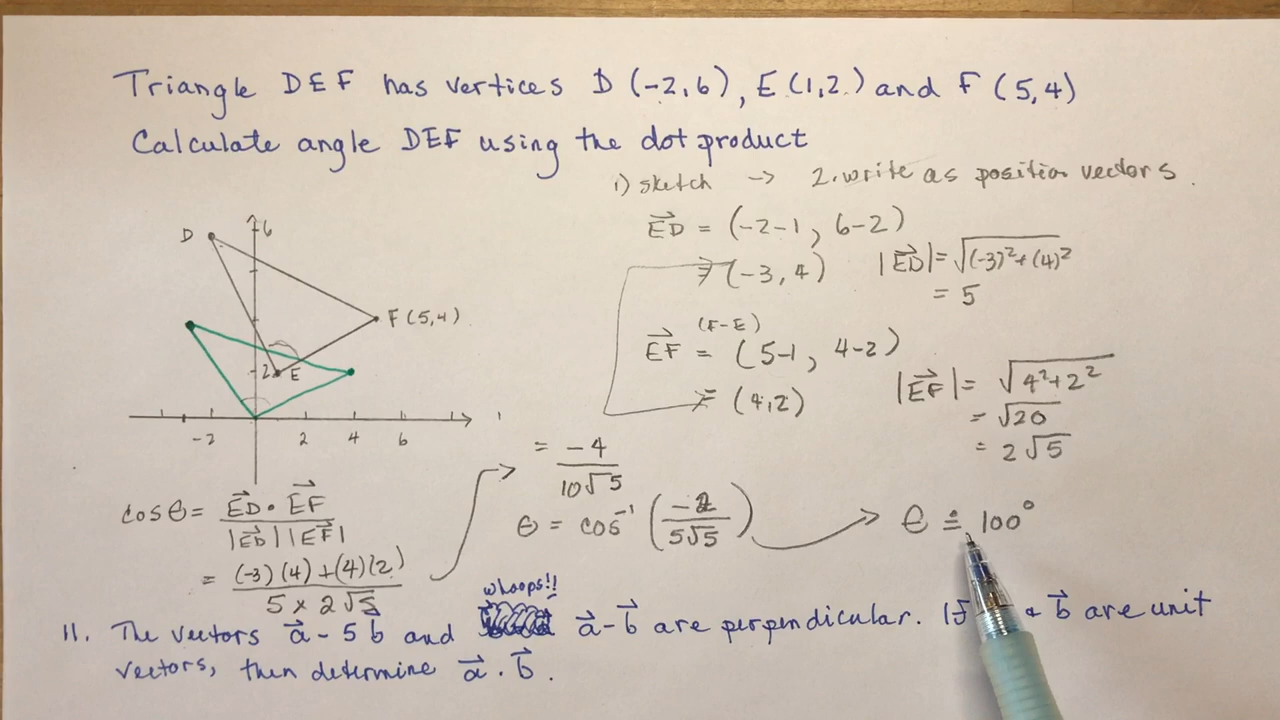 Triangle DEF has vertices D (-2,6), E (1,2) and F (5,4)
Calculate angle DEF using the dot product
1) sketch → 2. write as position vectors.
ED→ = (-2-1, 6-2)
= (-3, 4)
|ED→| = √((-3)²+(4)²)
= 5
(F-E)
EF→ = (5-1, 4-2)
= (4,2)
|EF→| = √(4²+2²)
= √20
= 2√5
D
6
F (5,4)
2
E
-2 2 4 6
cosθ = ED→ • EF→ / |ED→| |EF→|
= (-3)(4)+(4)(2) / 5 × 2√5
= -4 / 10√5
θ = cos⁻¹ (-2 / 5√5) → θ ≐ 100°
whoops!!
11. The vectors a→ - 5b→ and a→ - b→ are perpendicular. If & b→ are unit
vectors, then determine a→ . b→.